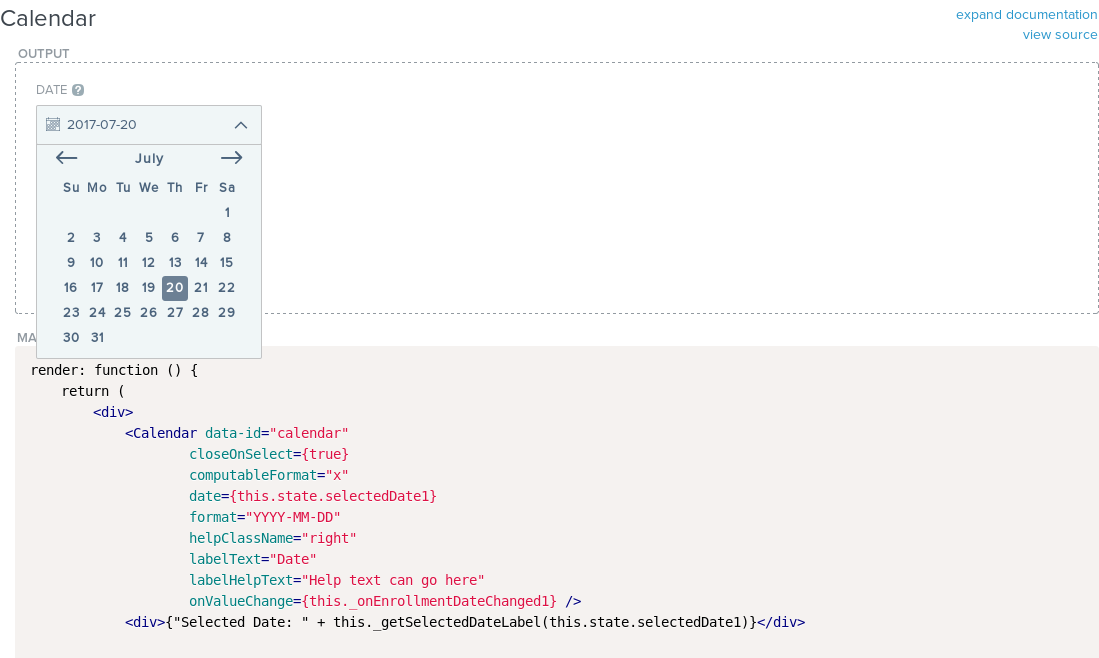 Calendar
expand documentation
view source
OUTPUT
DATE ?
2017-07-20
July
Su Mo Tu We Th Fr Sa
1
2 3 4 5 6 7 8
9 10 11 12 13 14 15
16 17 18 19 20 21 22
23 24 25 26 27 28 29
30 31
MA
render: function () {
return (
<div>
<Calendar data-id="calendar"
closeOnSelect={true}
computableFormat="x"
date={this.state.selectedDate1}
format="YYYY-MM-DD"
helpClassName="right"
labelText="Date"
labelHelpText="Help text can go here"
onValueChange={this._onEnrollmentDateChanged1} />
<div>{"Selected Date: " + this._getSelectedDateLabel(this.state.selectedDate1)}</div>